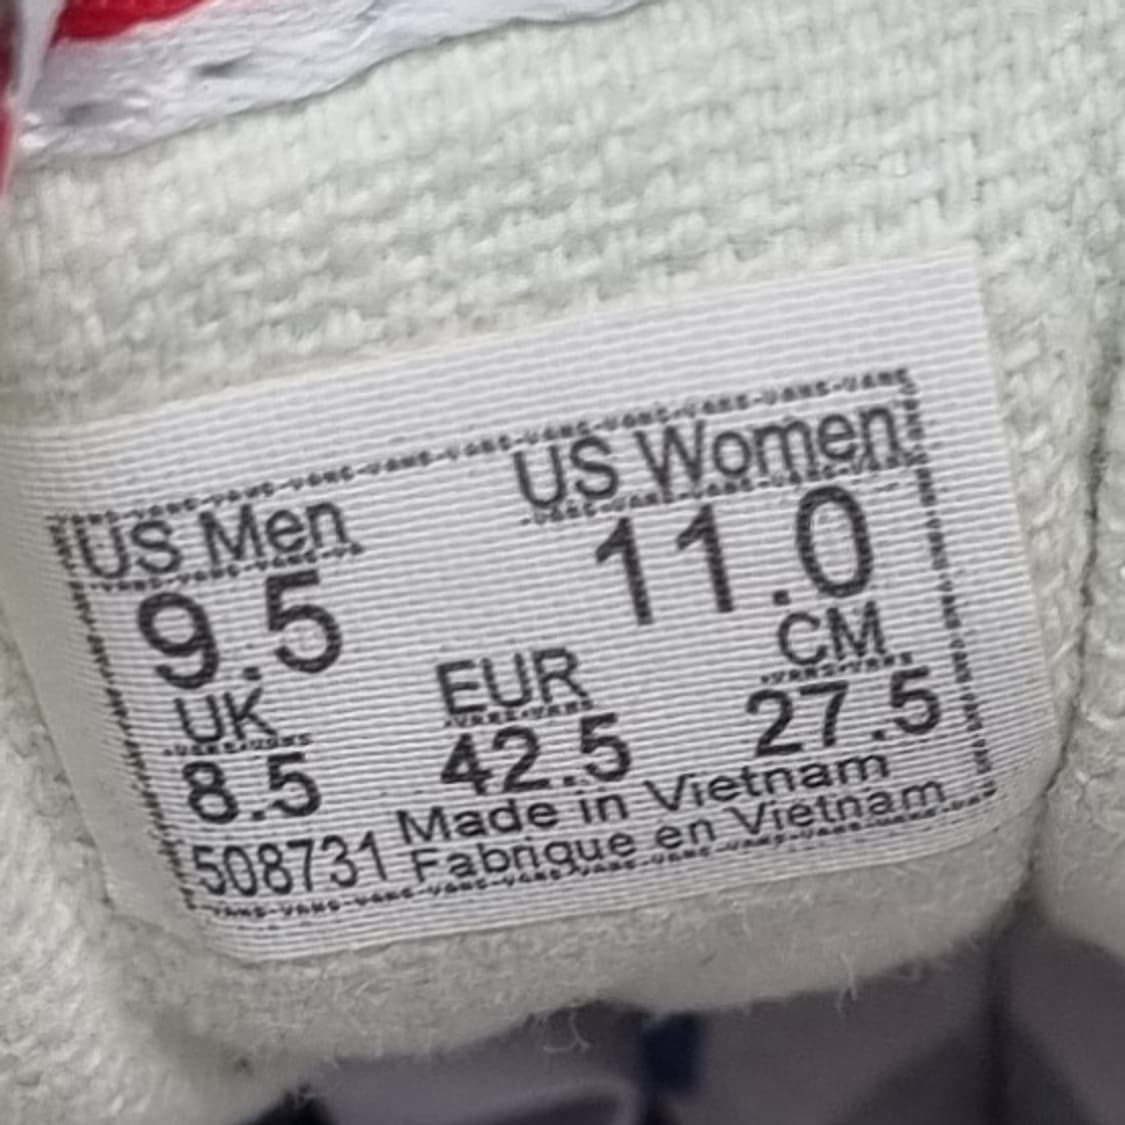 US Men US Women
9.5 11.0
UK EUR CM
8.5 42.5 27.5
508731 Made in Vietnam
Fabrique en Vietnam